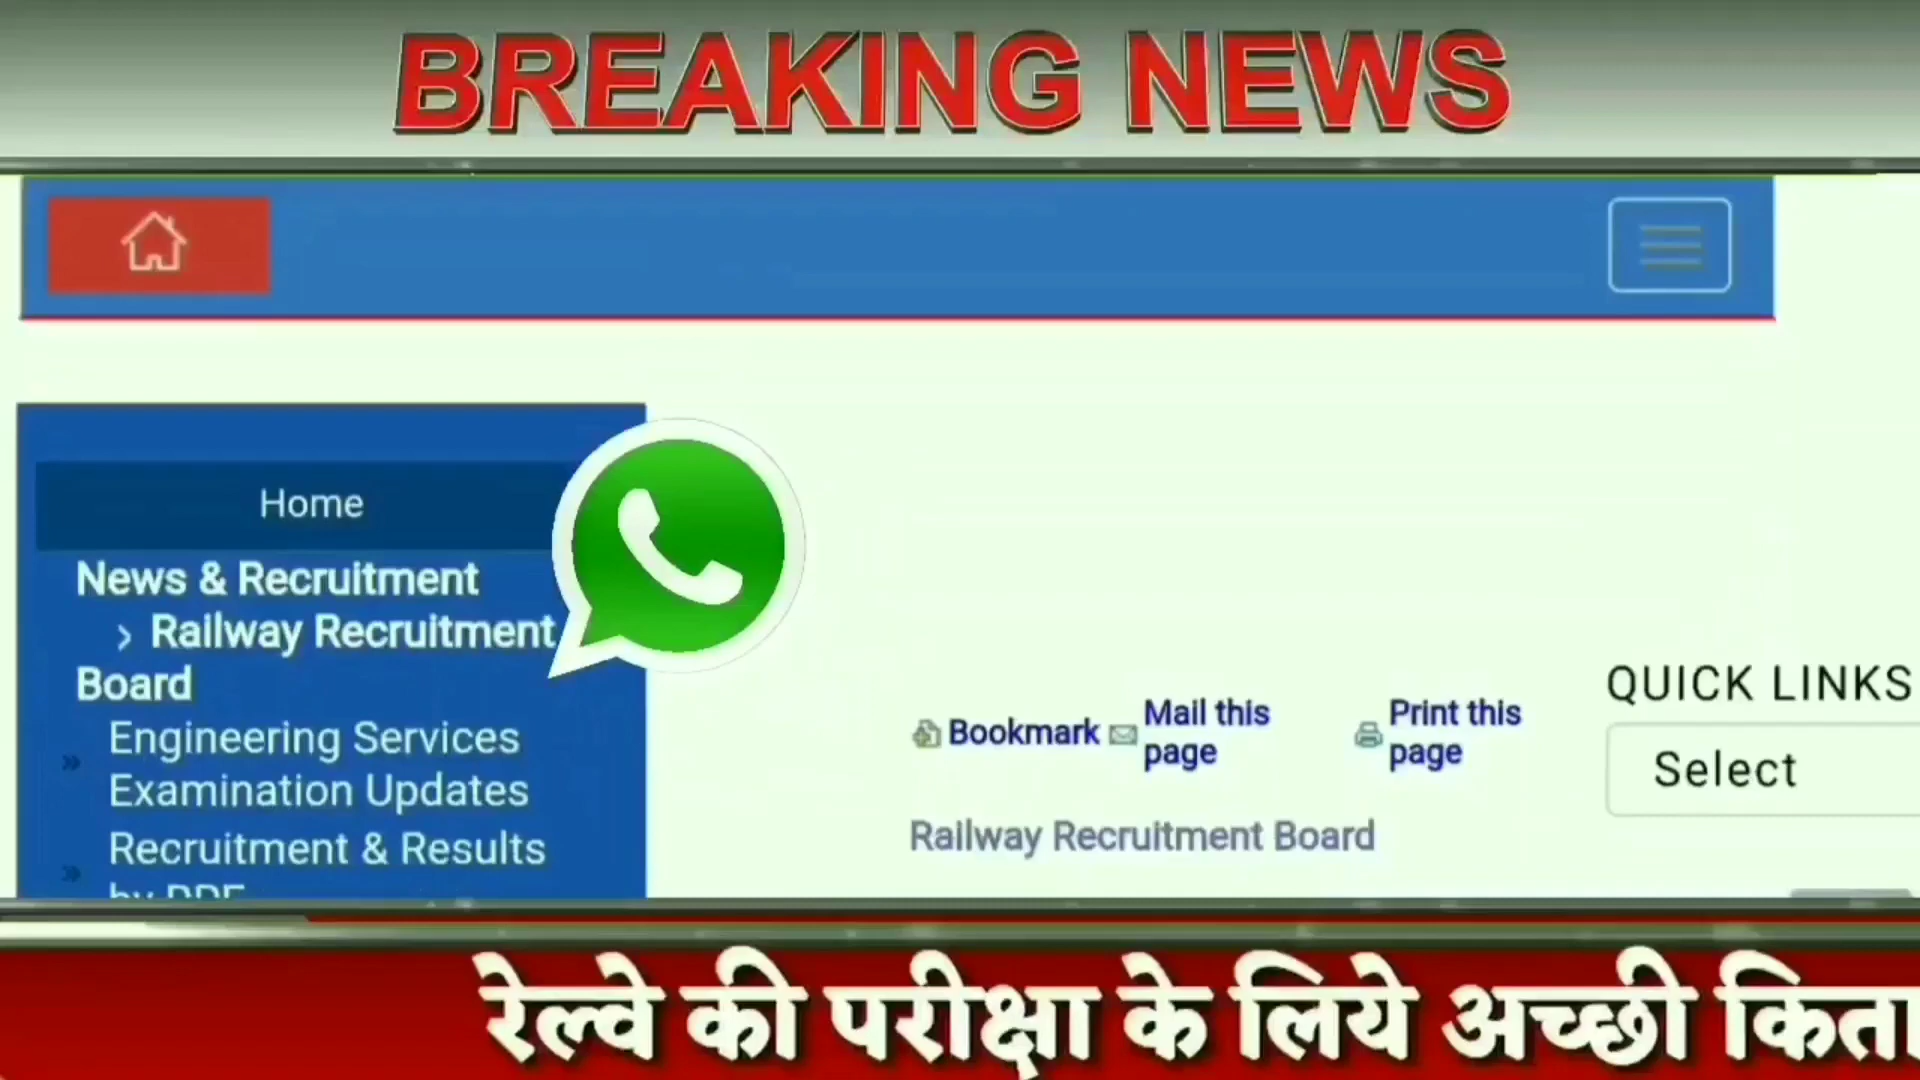 BREAKING NEWS
Home
News & Recruitment
› Railway Recruitment
Board
» Engineering Services
Examination Updates
» Recruitment & Results
Bookmark
Mail this
page
Print this
page
Railway Recruitment Board
QUICK LINKS
Select
रेल्वे की परीक्षा के लिये अच्छी